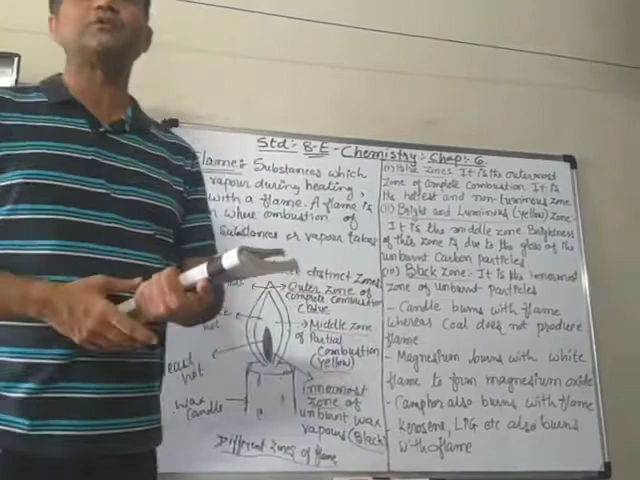 Std:- 8-E - Chemistry :- Chap: 6
Flame:- Substances which
vapour during heating,
with a flame. A flame is
where combustion of
substances or vapour takes
distinct zones
Outer zone of
complete combustion
(Blue
hot
Middle zone
of Partial
Combustion
(yellow)
least
hot
Innermost
zone of
unburnt wax
vapours (Black)
wax
candle
Different zones of flame
(i) Blue zone: It is the outermost
zone of complete combustion. It is
the hottest and non-luminous zone.
(ii) Bright and Luminous (Yellow) zone:-
It is the middle zone. Brightness
of this zone is due to the glow of the
unburnt Carbon particles
(iii) Black zone:- It is the innermost
zone of unburnt particles
- Candle burns with flame
whereas coal does not produce
flame
- Magnesium burns with white
flame to form magnesium oxide
- Camphor also burns with flame
- Kerosene, LPG etc also burns
with flame